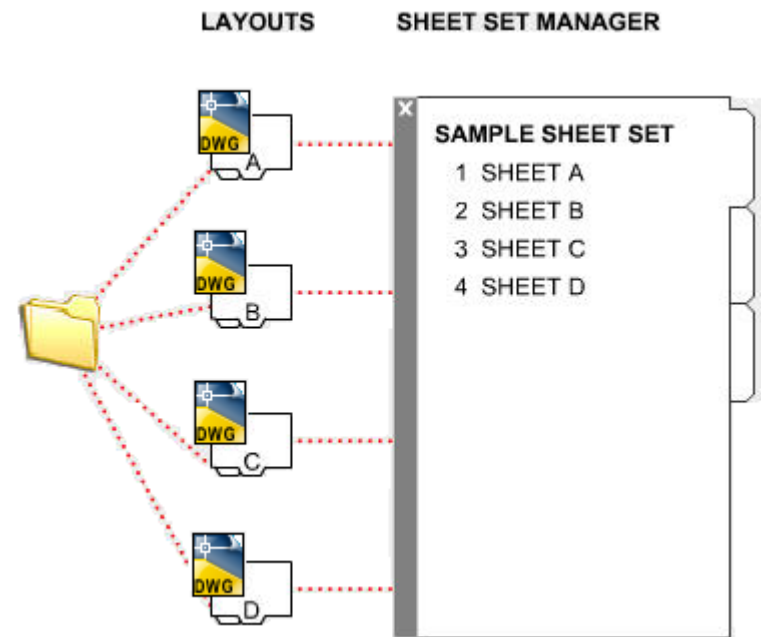 LAYOUTS
SHEET SET MANAGER
X
DWG
A
SAMPLE SHEET SET
1 SHEET A
2 SHEET B
3 SHEET C
4 SHEET D
DWG
B
DWG
C
DWG
D